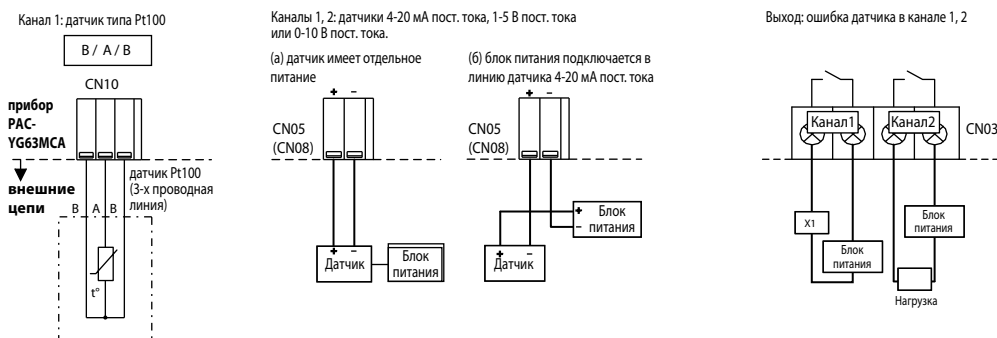 Канал 1: датчик типа Pt100
B / A / B
CN10
прибор
PAC-
YG63MCA
внешние
цепи
датчик Pt100
(3-х проводная
линия)
B A B
t°
Каналы 1, 2: датчики 4-20 мА пост. тока, 1-5 В пост. тока
или 0-10 В пост. тока.
(а) датчик имеет отдельное
питание
+ –
CN05
(CN08)
+ –
Датчик
Блок
питания
(б) блок питания подключается в
линию датчика 4-20 мА пост. тока
+ –
CN05
(CN08)
+
–
Блок
питания
+ –
Датчик
Выход: ошибка датчика в канале 1, 2
Канал1
Канал2
CN03
X1
Блок
питания
Блок
питания
Нагрузка